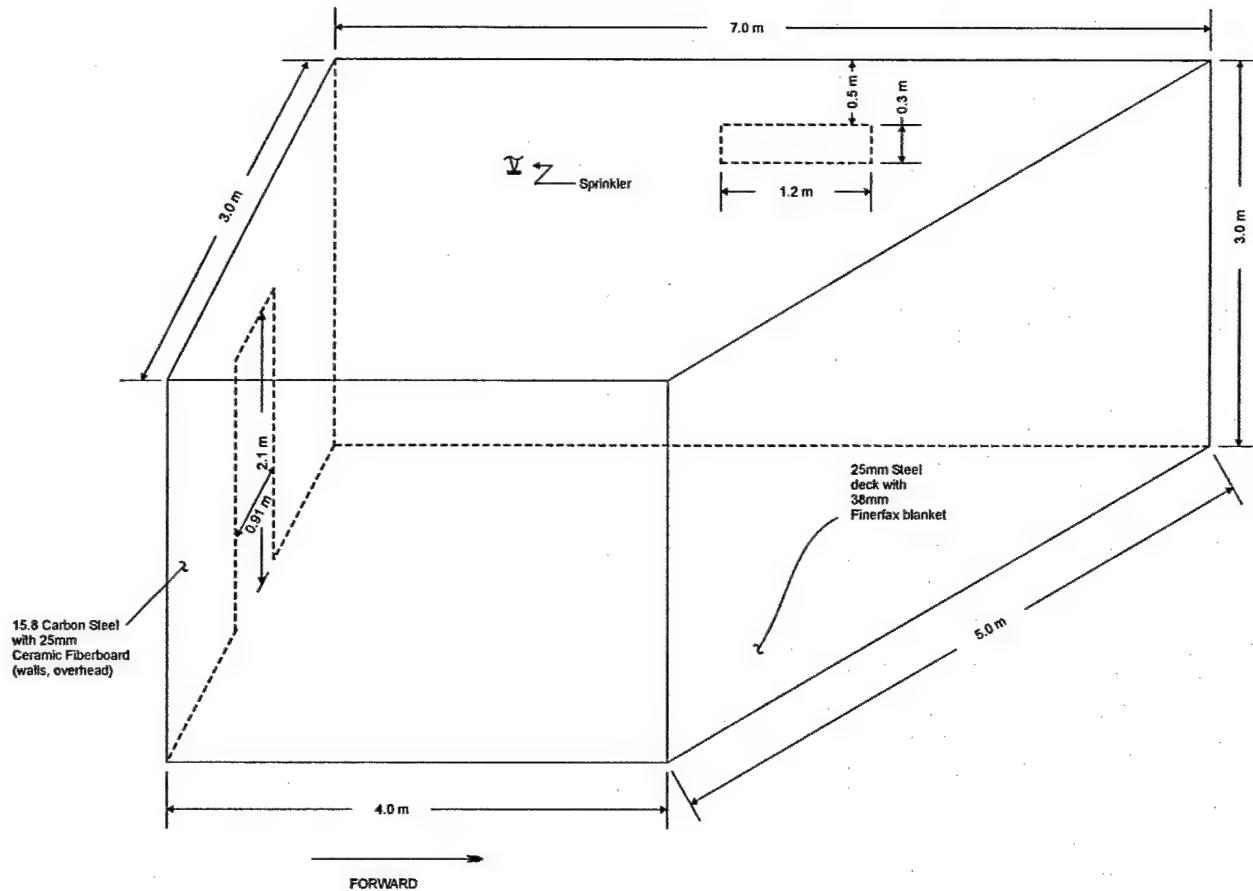 7.0 m
0.5 m
0.3 m
Sprinkler
1.2 m
3.0 m
3.0 m
2.1 m
0.91 m
25mm Steel
deck with
38mm
Finerfax blanket
15.8 Carbon Steel
with 25mm
Ceramic Fiberboard
(walls, overhead)
5.0 m
4.0 m
FORWARD